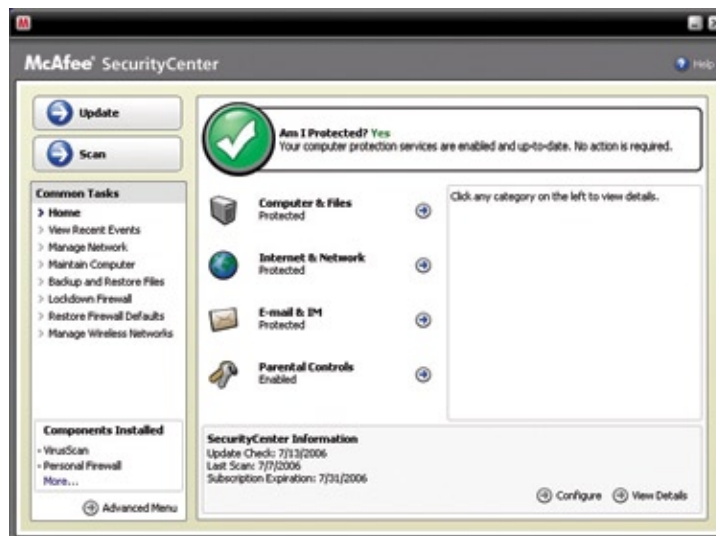 McAfee® SecurityCenter
Help
Update
Scan
Common Tasks
Home
View Recent Events
Manage Network
Maintain Computer
Backup and Restore Files
Lockdown Firewall
Restore Firewall Defaults
Manage Wireless Networks
Components Installed
- VirusScan
- Personal Firewall
More...
Advanced Menu
Am I Protected? Yes
Your computer protection services are enabled and up-to-date. No action is required.
Computer & Files
Protected
Internet & Network
Protected
E-mail & IM
Protected
Parental Controls
Enabled
Click any category on the left to view details.
SecurityCenter Information
Update Check: 7/13/2006
Last Scan: 7/7/2006
Subscription Expiration: 7/31/2006
Configure
View Details